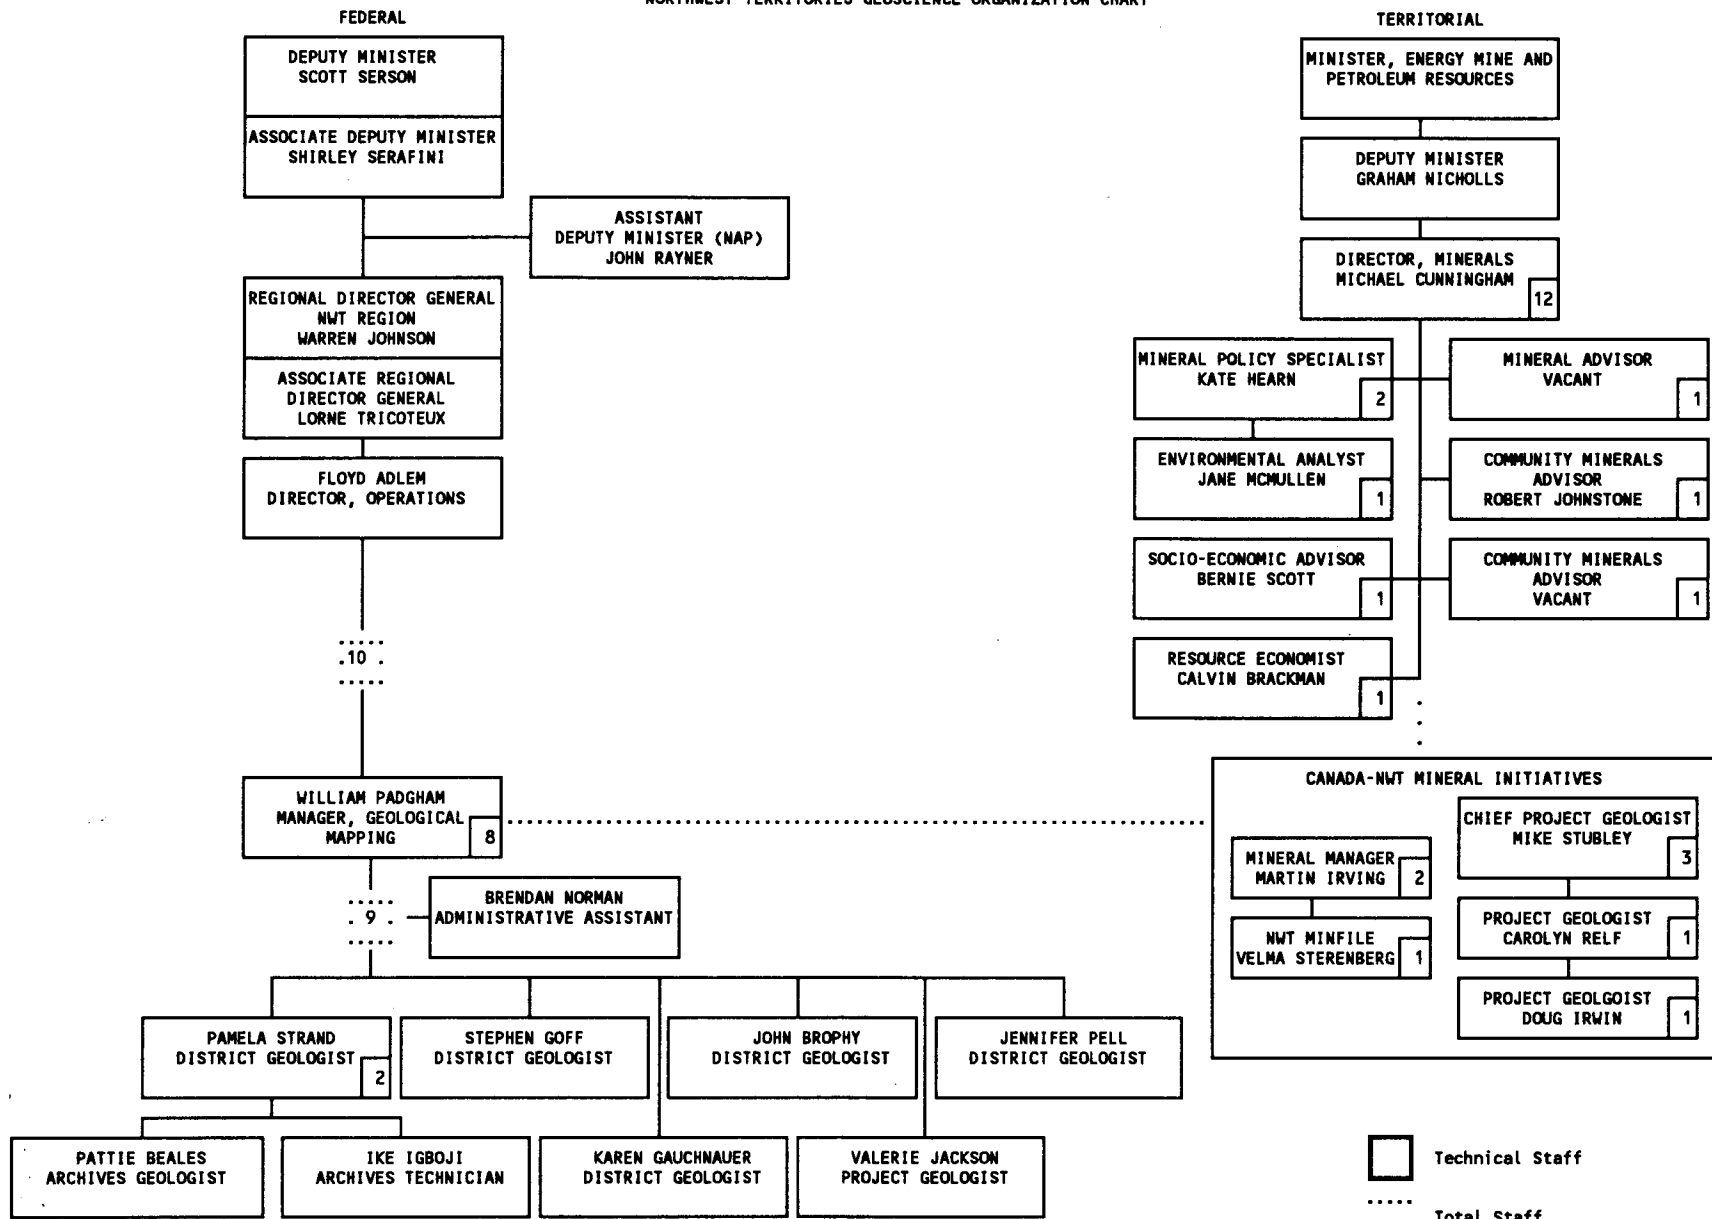 NORTHWEST TERRITORIES GEOSCIENCE ORGANIZATION CHART
FEDERAL
DEPUTY MINISTER
SCOTT SERSON
ASSOCIATE DEPUTY MINISTER
SHIRLEY SERAFINI
ASSISTANT
DEPUTY MINISTER (NAP)
JOHN RAYNER
REGIONAL DIRECTOR GENERAL
NWT REGION
WARREN JOHNSON
ASSOCIATE REGIONAL
DIRECTOR GENERAL
LORNE TRICOTEUX
FLOYD ADLEM
DIRECTOR, OPERATIONS
.10 .
WILLIAM PADGHAM
MANAGER, GEOLOGICAL
MAPPING
8
. 9 .
BRENDAN NORMAN
ADMINISTRATIVE ASSISTANT
PAMELA STRAND
DISTRICT GEOLOGIST
2
STEPHEN GOFF
DISTRICT GEOLOGIST
JOHN BROPHY
DISTRICT GEOLOGIST
JENNIFER PELL
DISTRICT GEOLOGIST
PATTIE BEALES
ARCHIVES GEOLOGIST
IKE IGBOJI
ARCHIVES TECHNICIAN
KAREN GAUCHNAUER
DISTRICT GEOLOGIST
VALERIE JACKSON
PROJECT GEOLOGIST
TERRITORIAL
MINISTER, ENERGY MINE AND
PETROLEUM RESOURCES
DEPUTY MINISTER
GRAHAM NICHOLLS
DIRECTOR, MINERALS
MICHAEL CUNNINGHAM
12
MINERAL POLICY SPECIALIST
KATE HEARN
2
MINERAL ADVISOR
VACANT
1
ENVIRONMENTAL ANALYST
JANE MCMULLEN
1
COMMUNITY MINERALS
ADVISOR
ROBERT JOHNSTONE
1
SOCIO-ECONOMIC ADVISOR
BERNIE SCOTT
1
COMMUNITY MINERALS
ADVISOR
VACANT
1
RESOURCE ECONOMIST
CALVIN BRACKMAN
1
CANADA-NWT MINERAL INITIATIVES
MINERAL MANAGER
MARTIN IRVING
2
NWT MINFILE
VELMA STERENBERG
1
CHIEF PROJECT GEOLOGIST
MIKE STUBLEY
3
PROJECT GEOLOGIST
CAROLYN RELF
1
PROJECT GEOLGOIST
DOUG IRWIN
1
Technical Staff
Total Staff